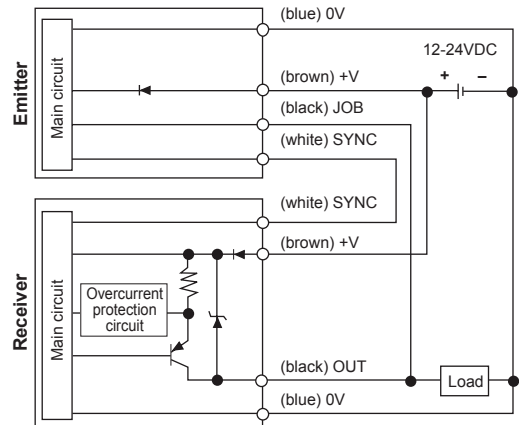 (blue) 0V
12-24VDC
+ −
Emitter
Main circuit
(brown) +V
(black) JOB
(white) SYNC
(white) SYNC
(brown) +V
Receiver
Main circuit
Overcurrent
protection
circuit
(black) OUT
Load
(blue) 0V